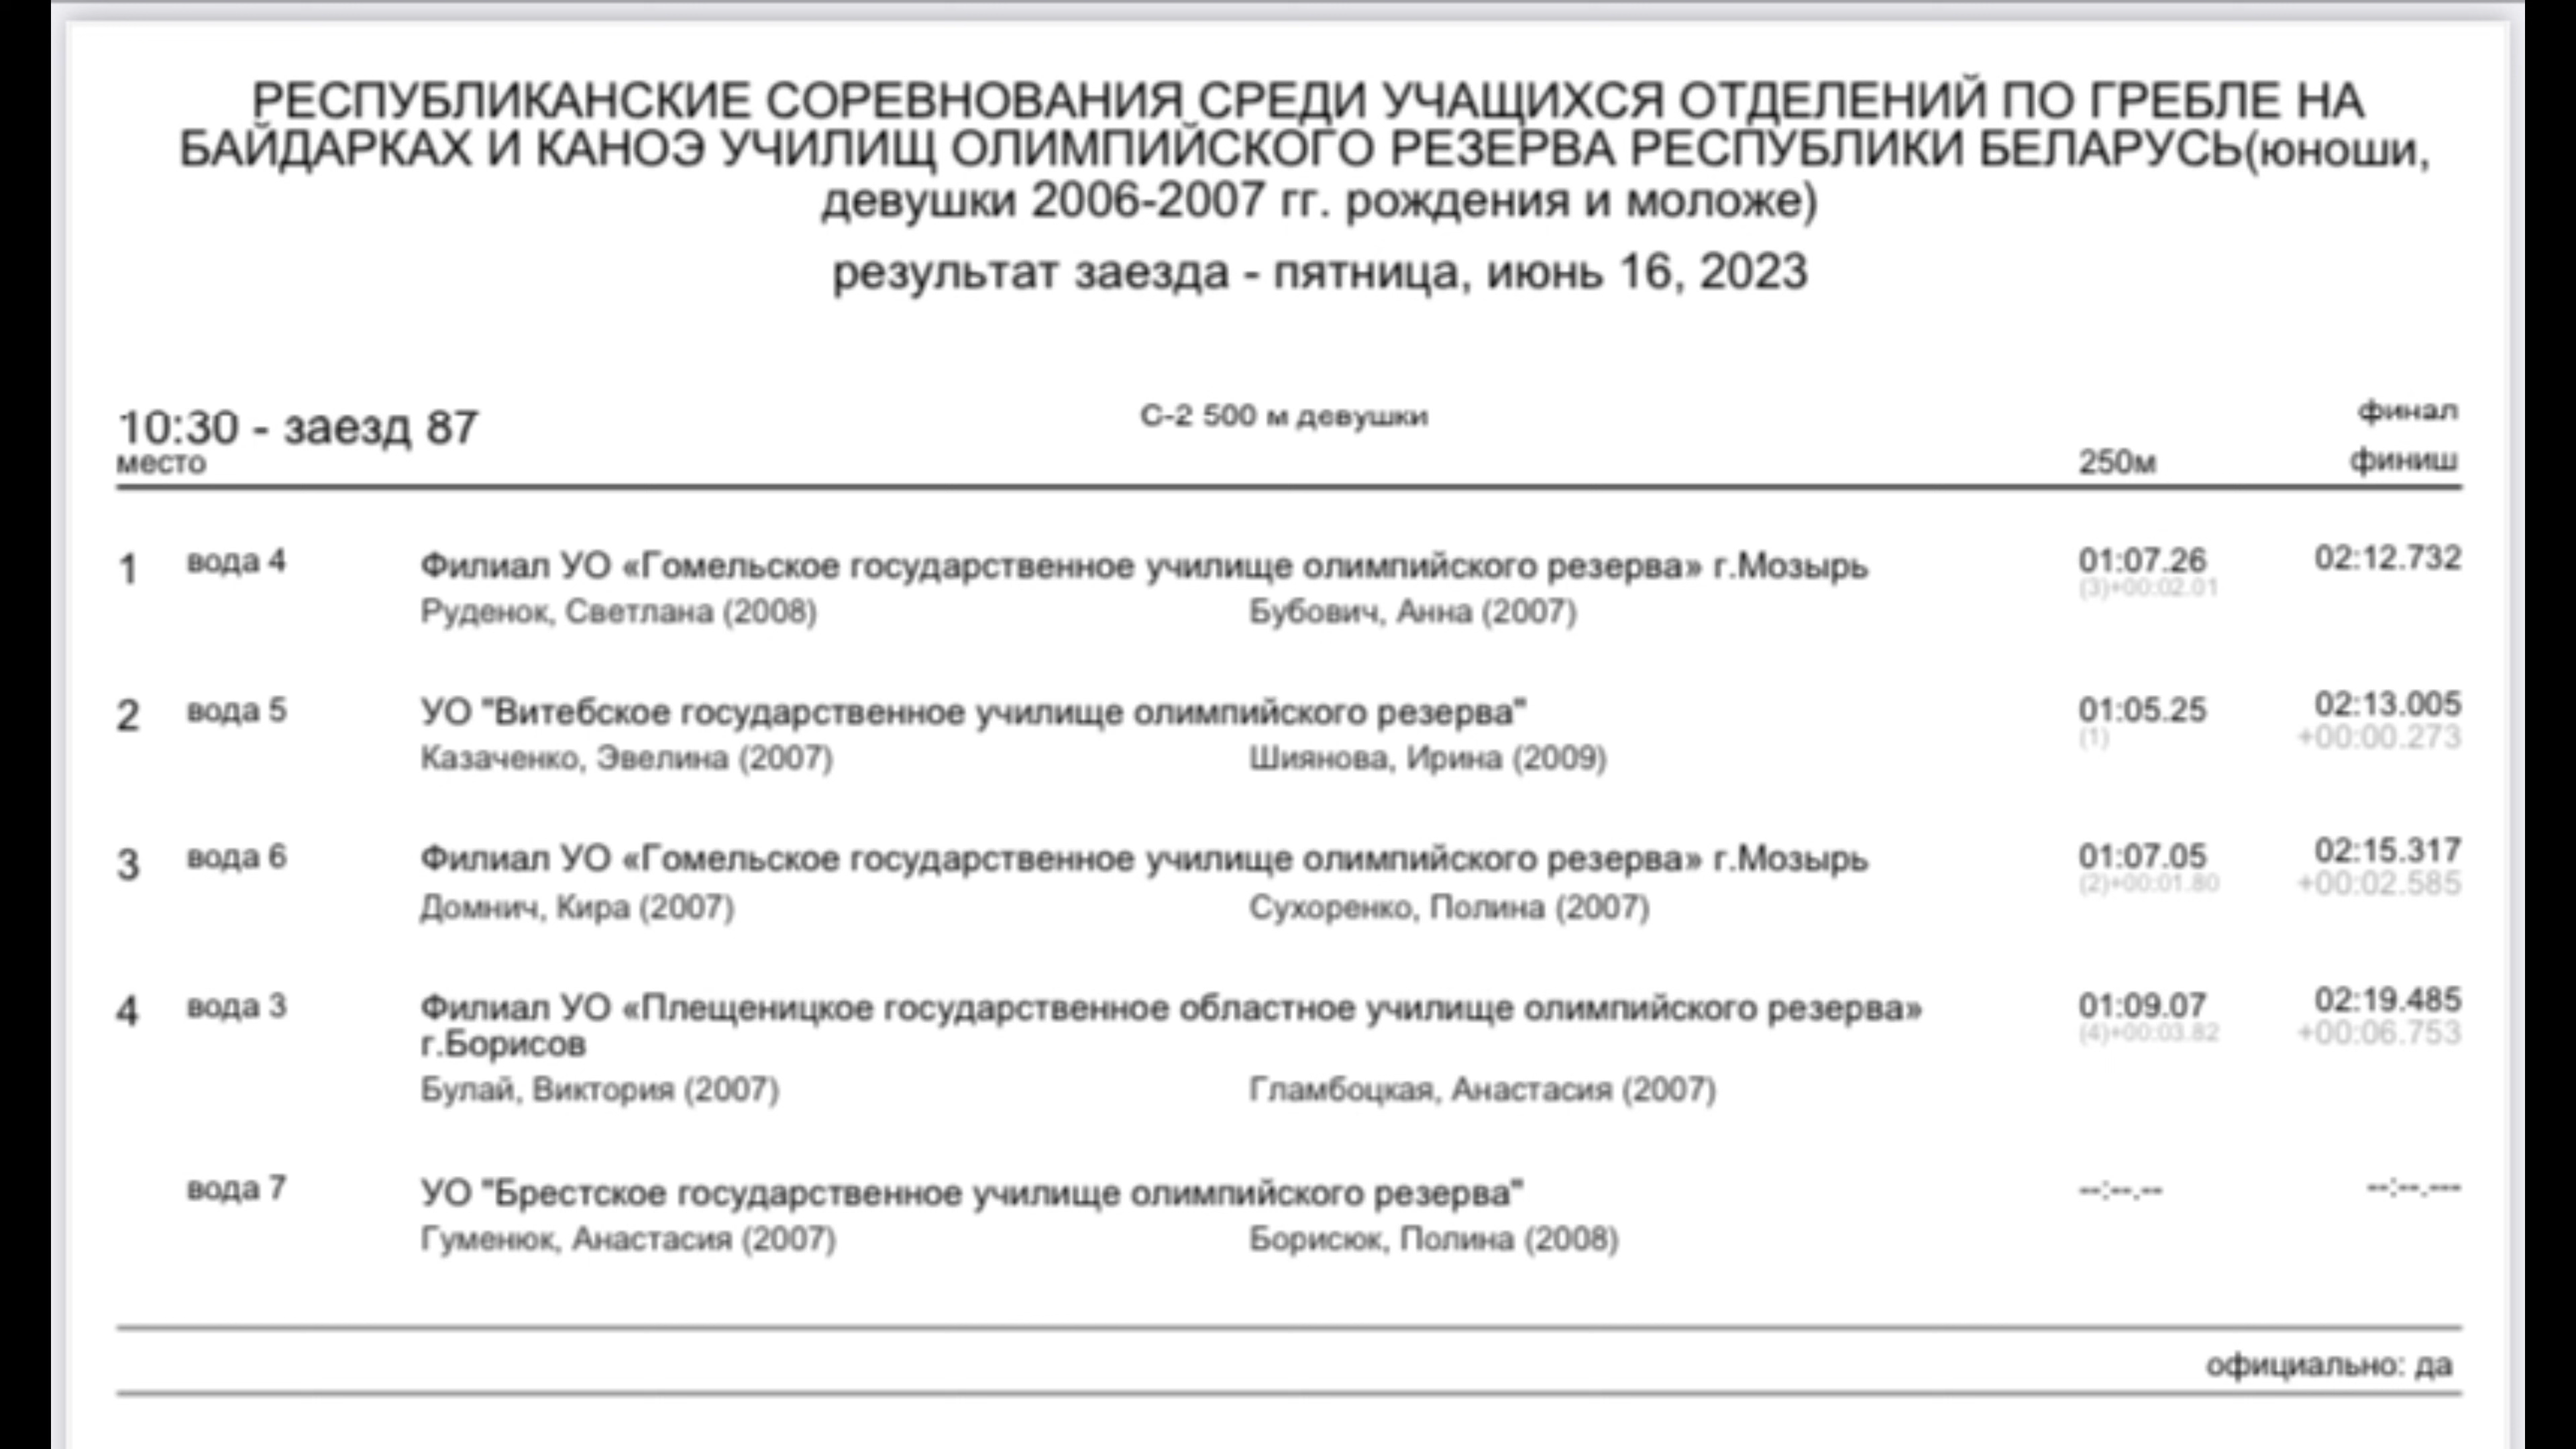 РЕСПУБЛИКАНСКИЕ СОРЕВНОВАНИЯ СРЕДИ УЧАЩИХСЯ ОТДЕЛЕНИЙ ПО ГРЕБЛЕ НА
БАЙДАРКАХ И КАНОЭ УЧИЛИЩ ОЛИМПИЙСКОГО РЕЗЕРВА РЕСПУБЛИКИ БЕЛАРУСЬ(юноши,
девушки 2006-2007 гг. рождения и моложе)
результат заезда - пятница, июнь 16, 2023
10:30 - заезд 87 С-2 500 м девушки финал
место 250м финиш
1 вода 4 Филиал УО «Гомельское государственное училище олимпийского резерва» г.Мозырь 01:07.26 02:12.732
(3)+00:02.01
Руденок, Светлана (2008) Бубович, Анна (2007)
2 вода 5 УО "Витебское государственное училище олимпийского резерва" 01:05.25 02:13.005
(1) +00:00.273
Казаченко, Эвелина (2007) Шиянова, Ирина (2009)
3 вода 6 Филиал УО «Гомельское государственное училище олимпийского резерва» г.Мозырь 01:07.05 02:15.317
(2)+00:01.80 +00:02.585
Домнич, Кира (2007) Сухоренко, Полина (2007)
4 вода 3 Филиал УО «Плещеницкое государственное областное училище олимпийского резерва» 01:09.07 02:19.485
г.Борисов (4)+00:03.82 +00:06.753
Булай, Виктория (2007) Гламбоцкая, Анастасия (2007)
вода 7 УО "Брестское государственное училище олимпийского резерва" --:--.-- --:--.---
Гуменюк, Анастасия (2007) Борисюк, Полина (2008)
официально: да